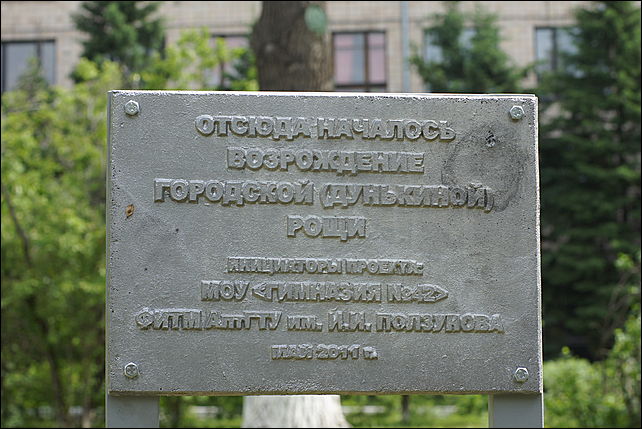 ОТСЮДА НАЧАЛОСЬ
ВОЗРОЖДЕНИЕ
ГОРОДСКОЙ (ДУНЬКИНОЙ)
РОЩИ
ИНИЦИАТОРЫ ПРОЕКТА:
МОУ «ГИМНАЗИЯ №42»
ФИТМ АлтГТУ им. И.И. ПОЛЗУНОВА
МАЙ 2011 г.